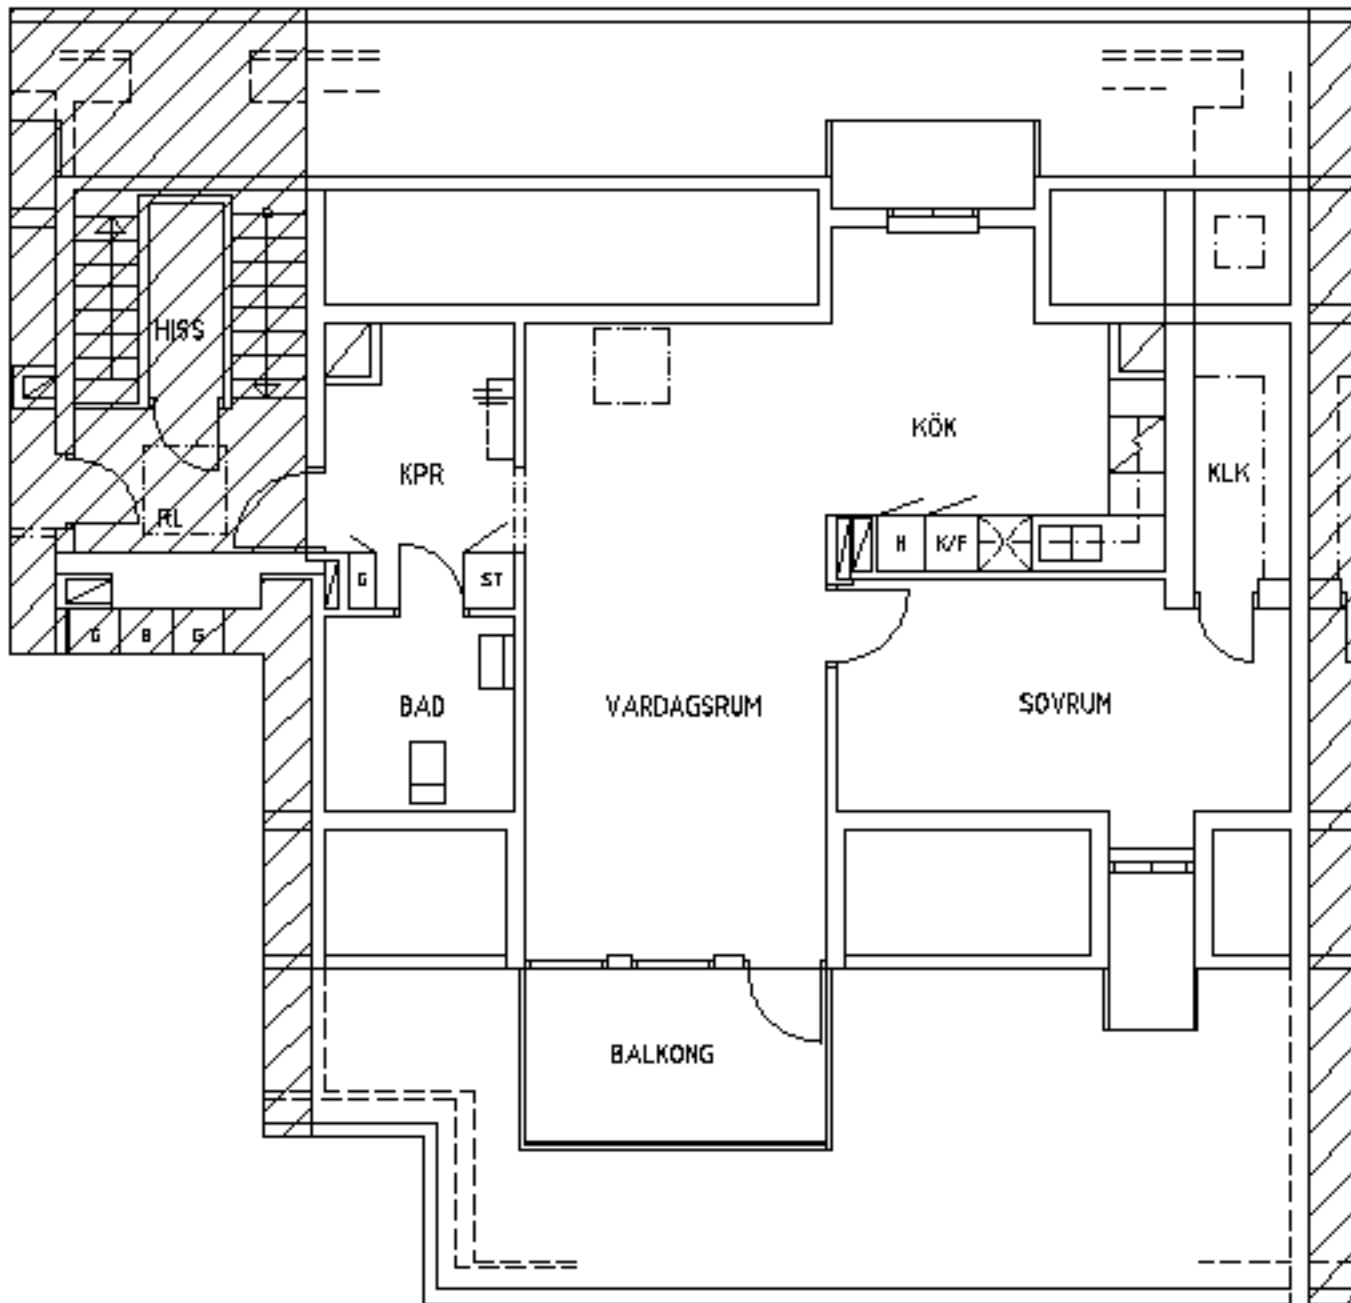 HISS
KÖK
KPR
KLK
RL
H K/F
G
ST
G B G
BAD
VARDAGSRUM
SOVRUM
BALKONG